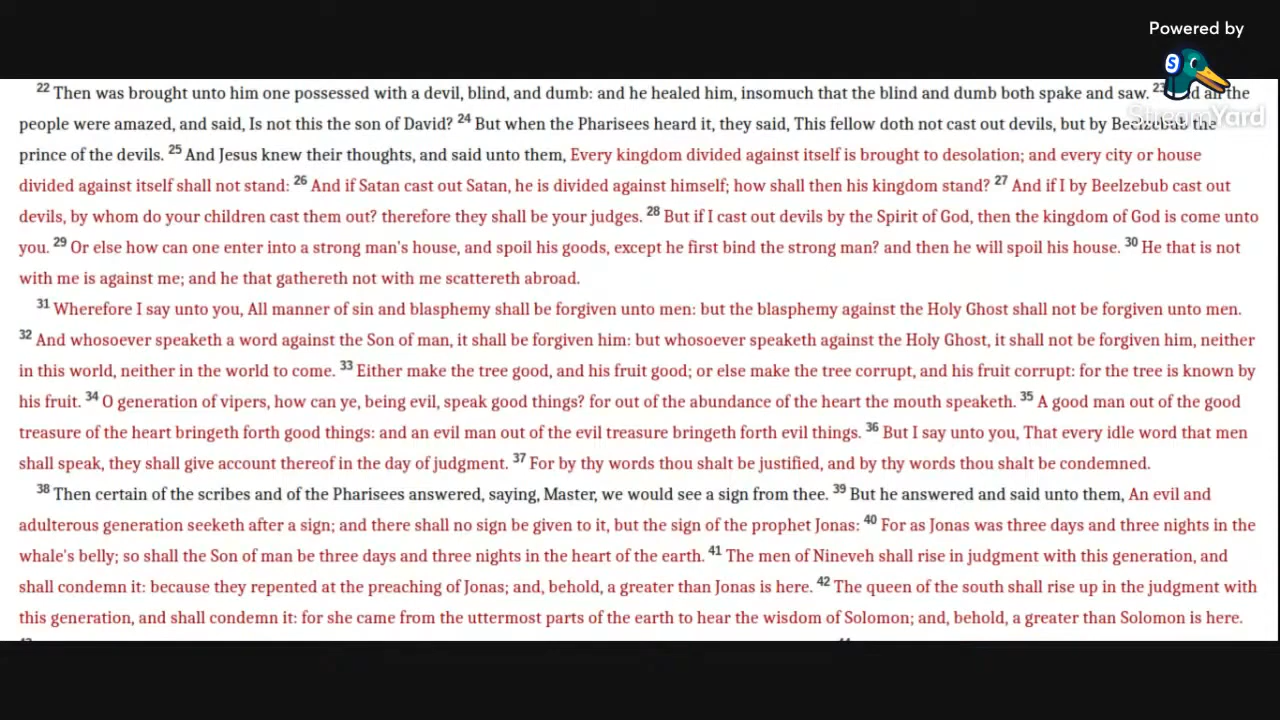 Powered by
S
StreamYard
22 Then was brought unto him one possessed with a devil, blind, and dumb: and he healed him, insomuch that the blind and dumb both spake and saw. 23 And all the
people were amazed, and said, Is not this the son of David? 24 But when the Pharisees heard it, they said, This fellow doth not cast out devils, but by Beelzebub the
prince of the devils. 25 And Jesus knew their thoughts, and said unto them, Every kingdom divided against itself is brought to desolation; and every city or house
divided against itself shall not stand: 26 And if Satan cast out Satan, he is divided against himself; how shall then his kingdom stand? 27 And if I by Beelzebub cast out
devils, by whom do your children cast them out? therefore they shall be your judges. 28 But if I cast out devils by the Spirit of God, then the kingdom of God is come unto
you. 29 Or else how can one enter into a strong man's house, and spoil his goods, except he first bind the strong man? and then he will spoil his house. 30 He that is not
with me is against me; and he that gathereth not with me scattereth abroad.
31 Wherefore I say unto you, All manner of sin and blasphemy shall be forgiven unto men: but the blasphemy against the Holy Ghost shall not be forgiven unto men.
32 And whosoever speaketh a word against the Son of man, it shall be forgiven him: but whosoever speaketh against the Holy Ghost, it shall not be forgiven him, neither
in this world, neither in the world to come. 33 Either make the tree good, and his fruit good; or else make the tree corrupt, and his fruit corrupt: for the tree is known by
his fruit. 34 O generation of vipers, how can ye, being evil, speak good things? for out of the abundance of the heart the mouth speaketh. 35 A good man out of the good
treasure of the heart bringeth forth good things: and an evil man out of the evil treasure bringeth forth evil things. 36 But I say unto you, That every idle word that men
shall speak, they shall give account thereof in the day of judgment. 37 For by thy words thou shalt be justified, and by thy words thou shalt be condemned.
38 Then certain of the scribes and of the Pharisees answered, saying, Master, we would see a sign from thee. 39 But he answered and said unto them, An evil and
adulterous generation seeketh after a sign; and there shall no sign be given to it, but the sign of the prophet Jonas: 40 For as Jonas was three days and three nights in the
whale's belly; so shall the Son of man be three days and three nights in the heart of the earth. 41 The men of Nineveh shall rise in judgment with this generation, and
shall condemn it: because they repented at the preaching of Jonas; and, behold, a greater than Jonas is here. 42 The queen of the south shall rise up in the judgment with
this generation, and shall condemn it: for she came from the uttermost parts of the earth to hear the wisdom of Solomon; and, behold, a greater than Solomon is here.